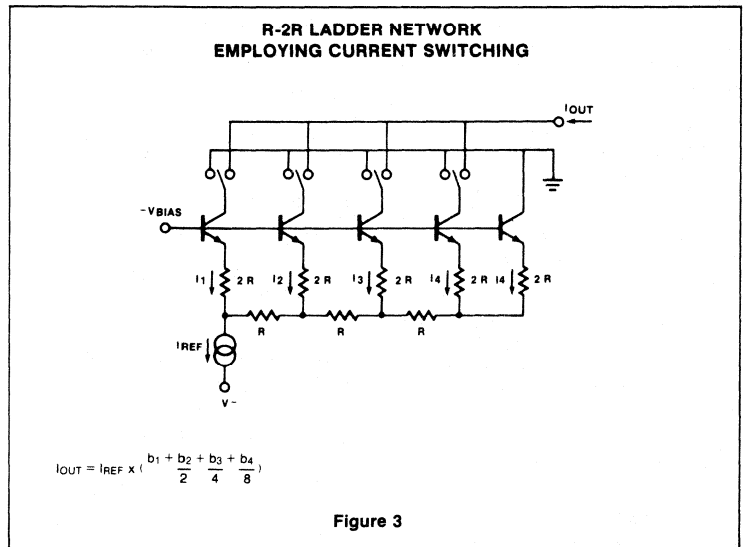 R-2R LADDER NETWORK
EMPLOYING CURRENT SWITCHING
IOUT
-VBIAS
I1 2 R I2 2 R I3 2 R I4 2 R I4 2 R
R R R
IREF
V-
IOUT = IREF x ( b1 + b2/2 + b3/4 + b4/8 )
Figure 3